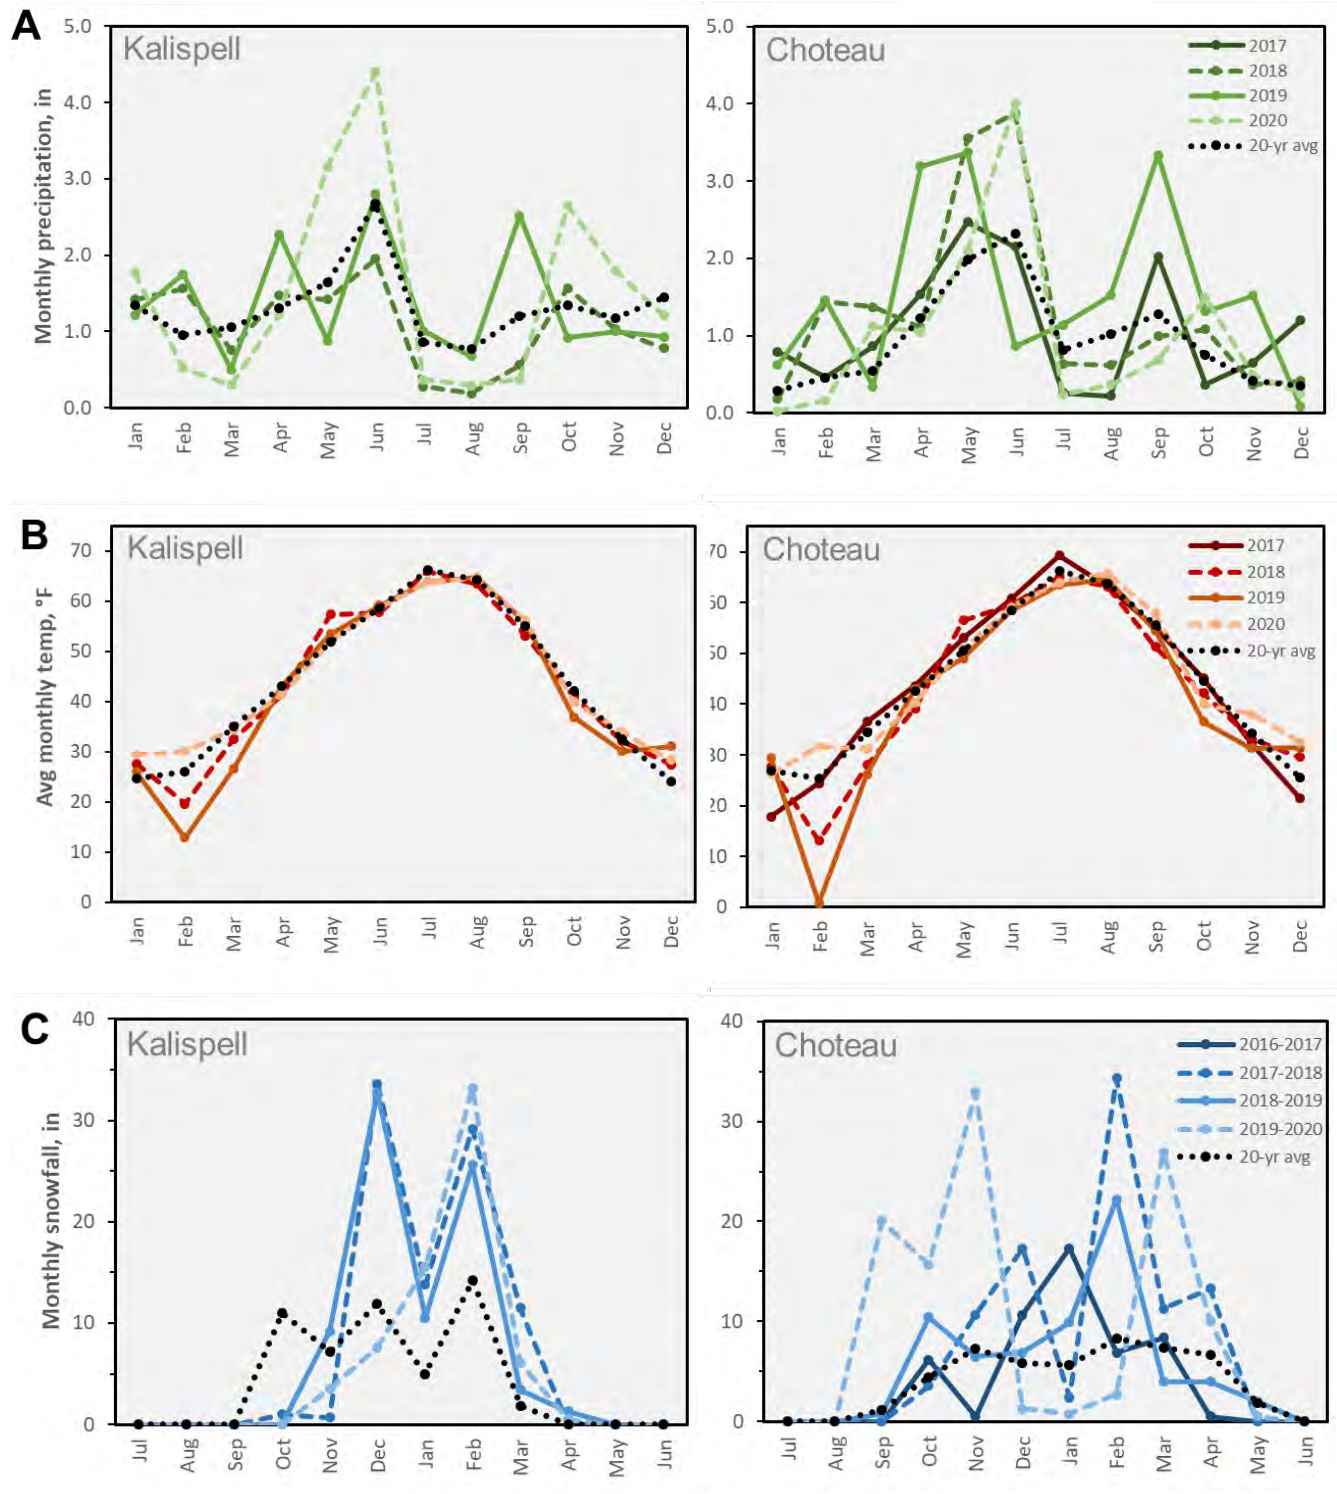 A
Kalispell
Monthly precipitation, in
5.0
4.0
3.0
2.0
1.0
0.0
Jan
Feb
Mar
Apr
May
Jun
Jul
Aug
Sep
Oct
Nov
Dec
Choteau
5.0
4.0
3.0
2.0
1.0
0.0
Jan
Feb
Mar
Apr
May
Jun
Jul
Aug
Sep
Oct
Nov
Dec
2017
2018
2019
2020
20-yr avg
B
Kalispell
Avg monthly temp, °F
70
60
50
40
30
20
10
0
Jan
Feb
Mar
Apr
May
Jun
Jul
Aug
Sep
Oct
Nov
Dec
Choteau
70
60
50
40
30
20
10
0
Jan
Feb
Mar
Apr
May
Jun
Jul
Aug
Sep
Oct
Nov
Dec
2017
2018
2019
2020
20-yr avg
C
Kalispell
Monthly snowfall, in
40
30
20
10
0
Jul
Aug
Sep
Oct
Nov
Dec
Jan
Feb
Mar
Apr
May
Jun
Choteau
40
30
20
10
0
Jul
Aug
Sep
Oct
Nov
Dec
Jan
Feb
Mar
Apr
May
Jun
2016-2017
2017-2018
2018-2019
2019-2020
20-yr avg